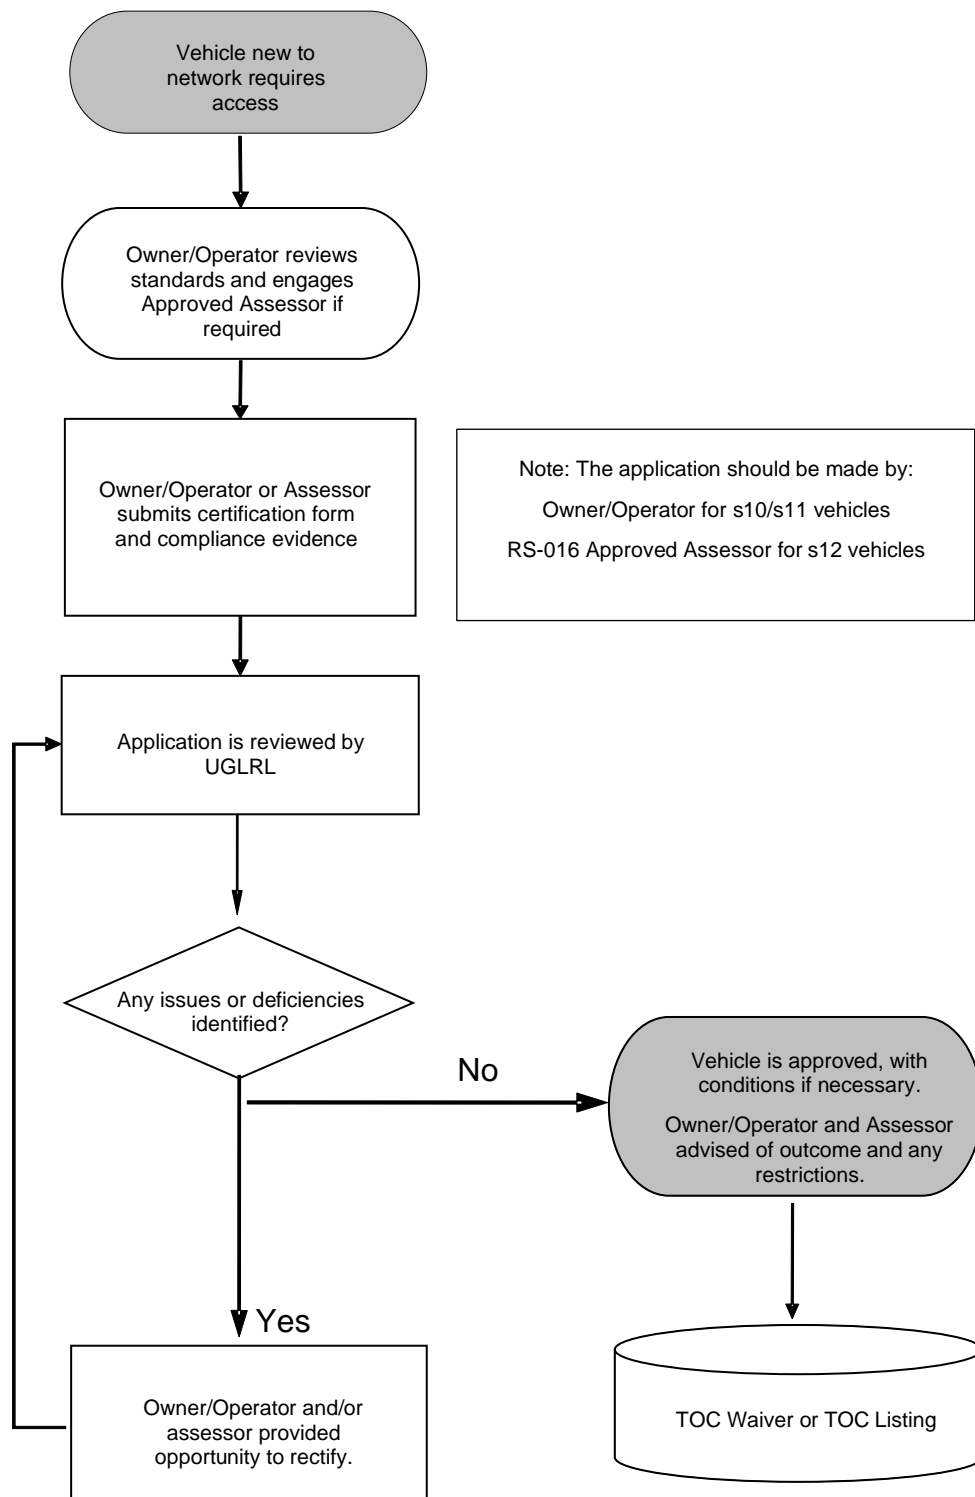 Vehicle new to
network requires
access
Owner/Operator reviews
standards and engages
Approved Assessor if
required
Owner/Operator or Assessor
submits certification form
and compliance evidence
Note: The application should be made by:
Owner/Operator for s10/s11 vehicles
RS-016 Approved Assessor for s12 vehicles
Application is reviewed by
UGLRL
Any issues or deficiencies
identified?
No
Vehicle is approved, with
conditions if necessary.
Owner/Operator and Assessor
advised of outcome and any
restrictions.
Yes
Owner/Operator and/or
assessor provided
opportunity to rectify.
TOC Waiver or TOC Listing